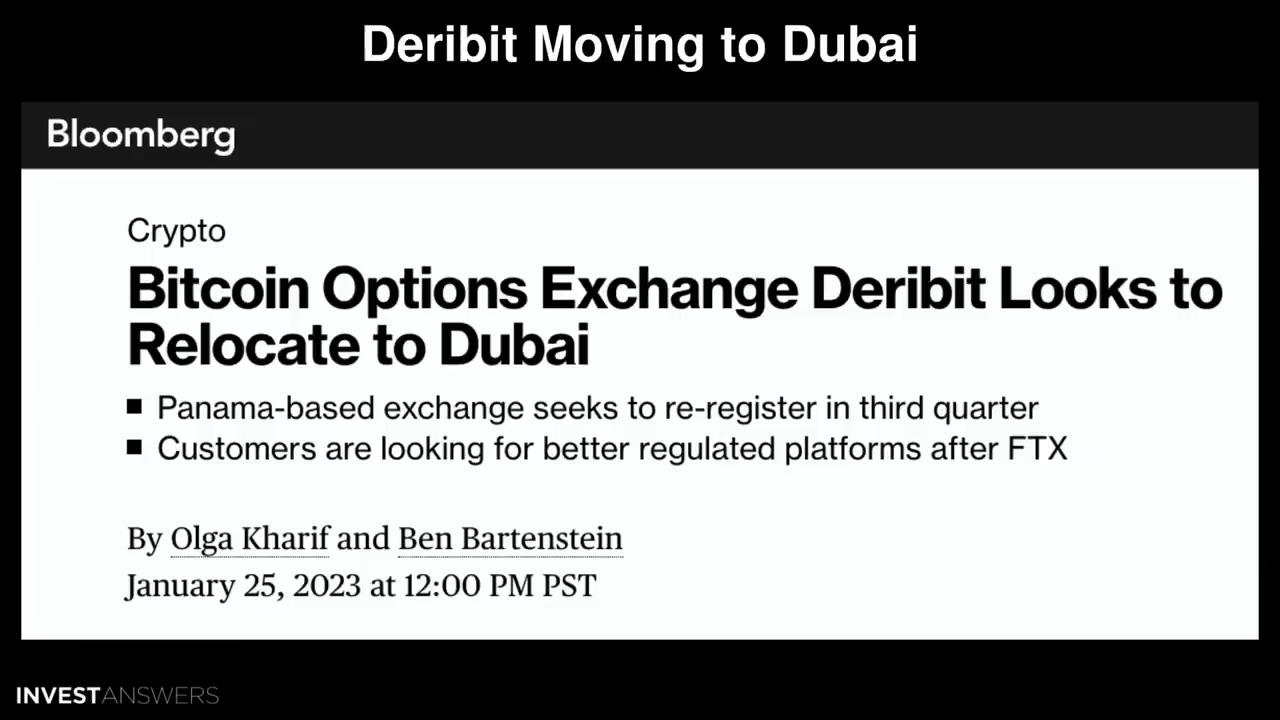 Deribit Moving to Dubai
Bloomberg
Crypto
Bitcoin Options Exchange Deribit Looks to
Relocate to Dubai
■ Panama-based exchange seeks to re-register in third quarter
■ Customers are looking for better regulated platforms after FTX
By Olga Kharif and Ben Bartenstein
January 25, 2023 at 12:00 PM PST
INVESTANSWERS